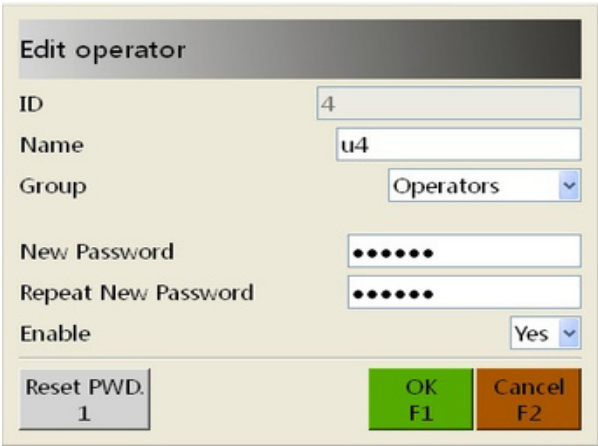 Edit operator
ID 4
Name u4
Group Operators
New Password ••••••
Repeat New Password ••••••
Enable Yes
Reset PWD. OK Cancel
1 F1 F2